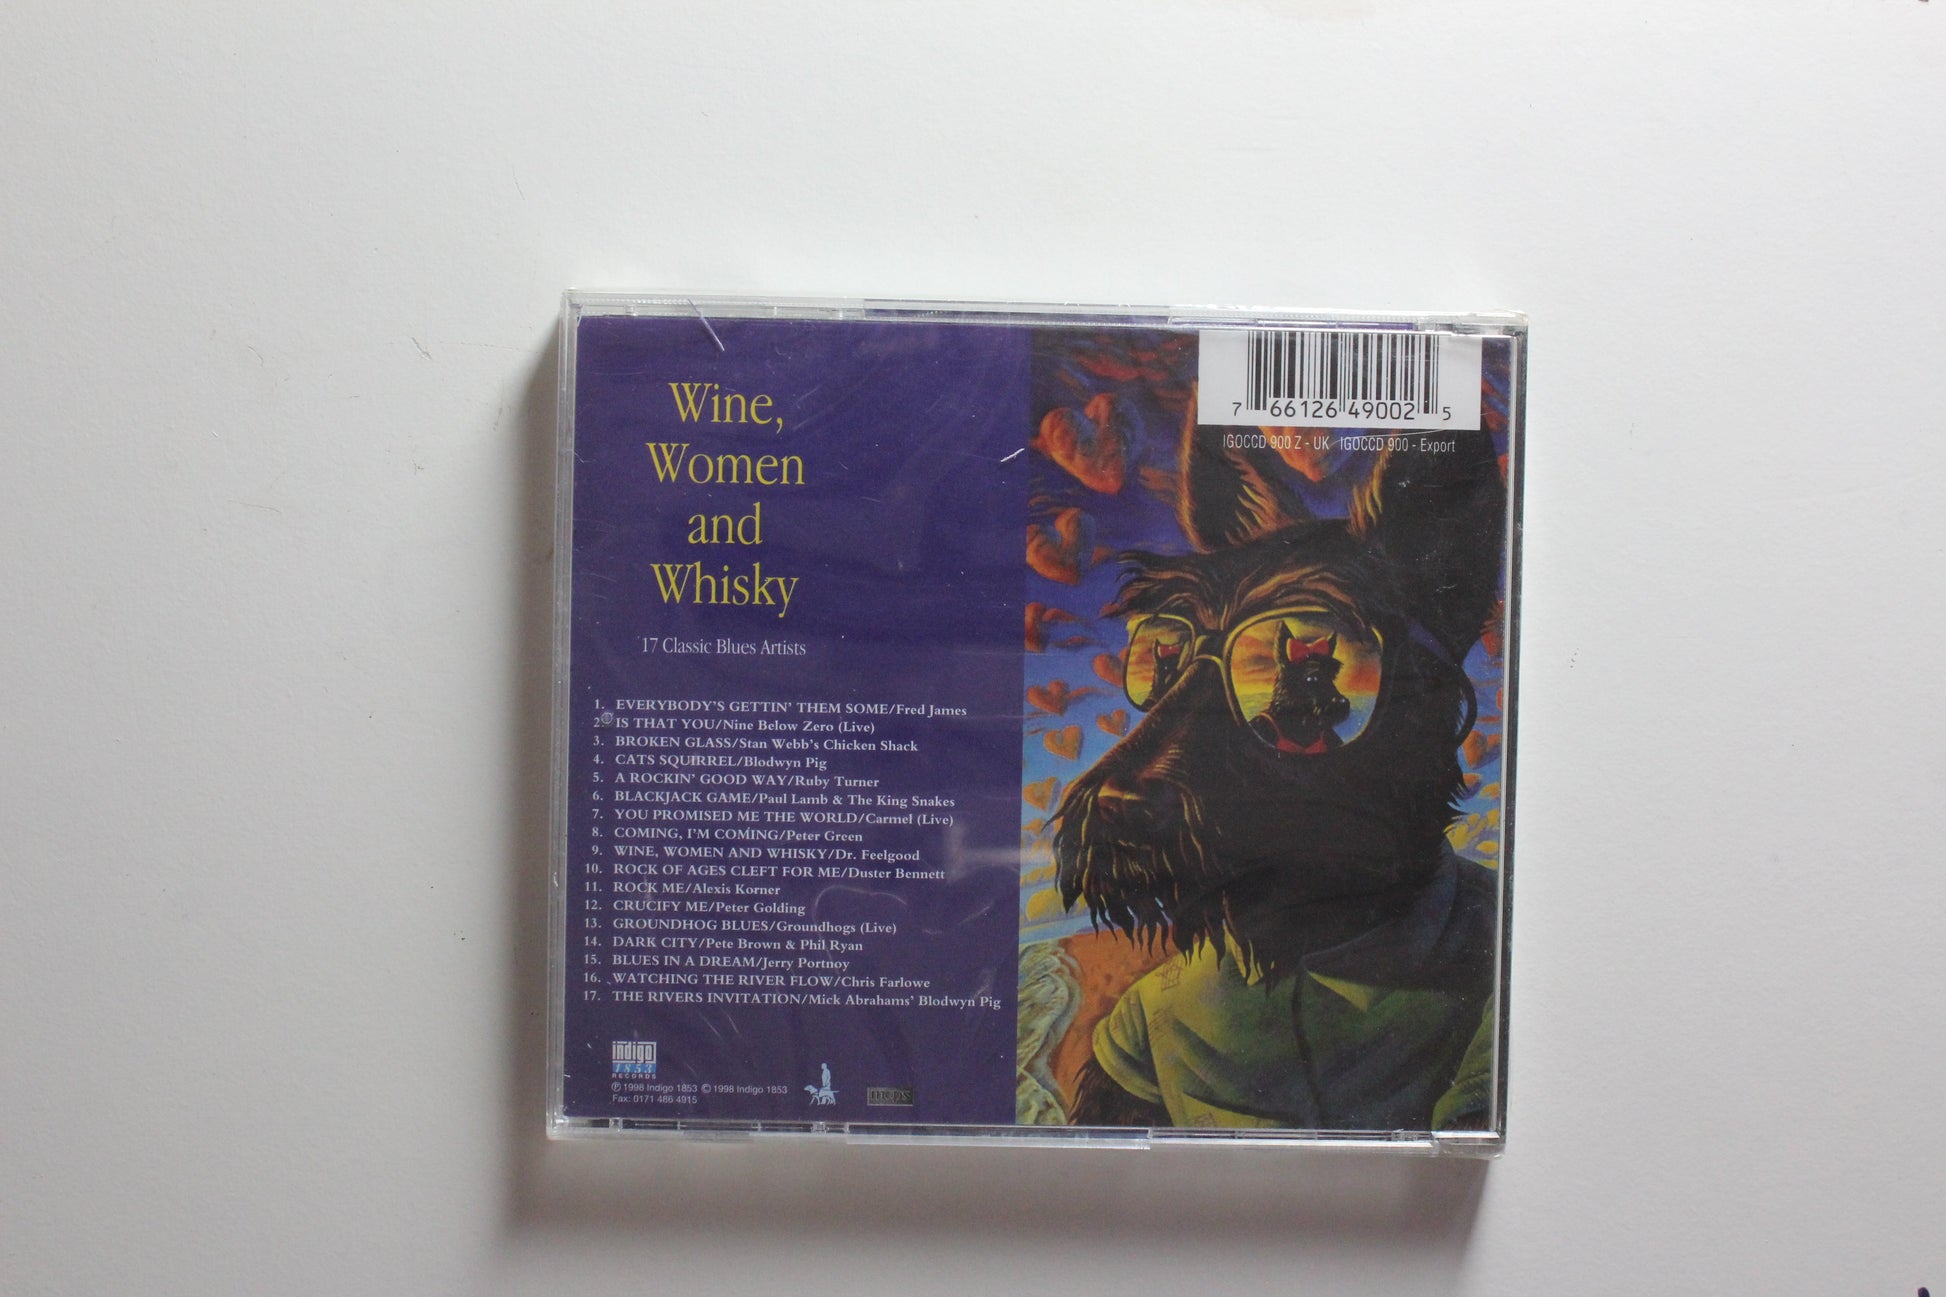 Wine,
Women
and
Whisky
17 Classic Blues Artists
1. EVERYBODY'S GETTIN' THEM SOME/Fred James
2. IS THAT YOU/Nine Below Zero (Live)
3. BROKEN GLASS/Stan Webb's Chicken Shack
4. CATS SQUIRREL/Blodwyn Pig
5. A ROCKIN' GOOD WAY/Ruby Turner
6. BLACKJACK GAME/Paul Lamb & The King Snakes
7. YOU PROMISED ME THE WORLD/Carmel (Live)
8. COMING, I'M COMING/Peter Green
9. WINE, WOMEN AND WHISKY/Dr. Feelgood
10. ROCK OF AGES CLEFT FOR ME/Duster Bennett
11. ROCK ME/Alexis Korner
12. CRUCIFY ME/Peter Golding
13. GROUNDHOG BLUES/Groundhogs (Live)
14. DARK CITY/Pete Brown & Phil Ryan
15. BLUES IN A DREAM/Jerry Portnoy
16. WATCHING THE RIVER FLOW/Chris Farlowe
17. THE RIVERS INVITATION/Mick Abrahams' Blodwyn Pig
indigo
1853
RECORDS
℗ 1998 Indigo 1853 © 1998 Indigo 1853
Fax: 0171 486 4915
mcps
7 66126 49002 5
IGOCCD 900 Z - UK IGOCCD 900 - Export